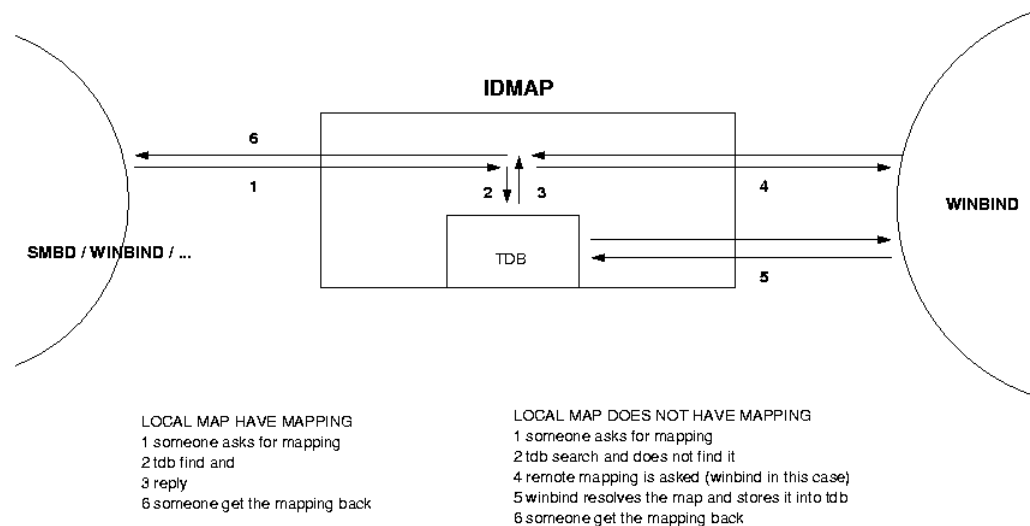 IDMAP
6
1
2
3
4
WINBIND
SMBD / WINBIND / ...
TDB
5
LOCAL MAP HAVE MAPPING
1 someone asks for mapping
2 tdb find and
3 reply
6 someone get the mapping back
LOCAL MAP DOES NOT HAVE MAPPING
1 someone asks for mapping
2 tdb search and does not find it
4 remote mapping is asked (winbind in this case)
5 winbind resolves the map and stores it into tdb
6 someone get the mapping back